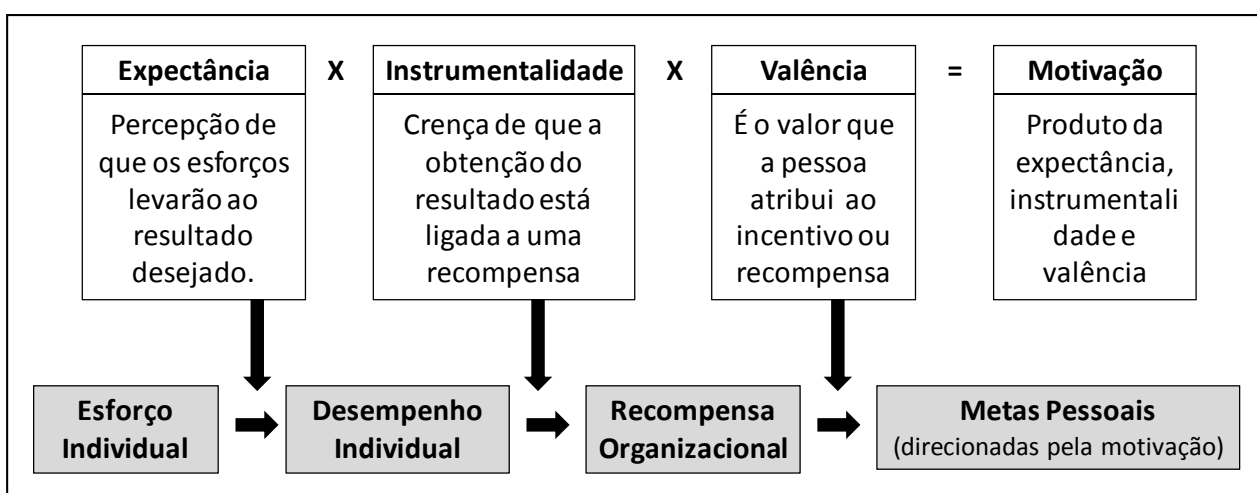 Expectância X Instrumentalidade X Valência = Motivação
Percepção de
que os esforços
levarão ao
resultado
desejado.
Crença de que a
obtenção do
resultado está
ligada a uma
recompensa
É o valor que
a pessoa
atribui ao
incentivo ou
recompensa
Produto da
expectância,
instrumentali
dade e
valência
Esforço
Individual
Desempenho
Individual
Recompensa
Organizacional
Metas Pessoais
(direcionadas pela motivação)